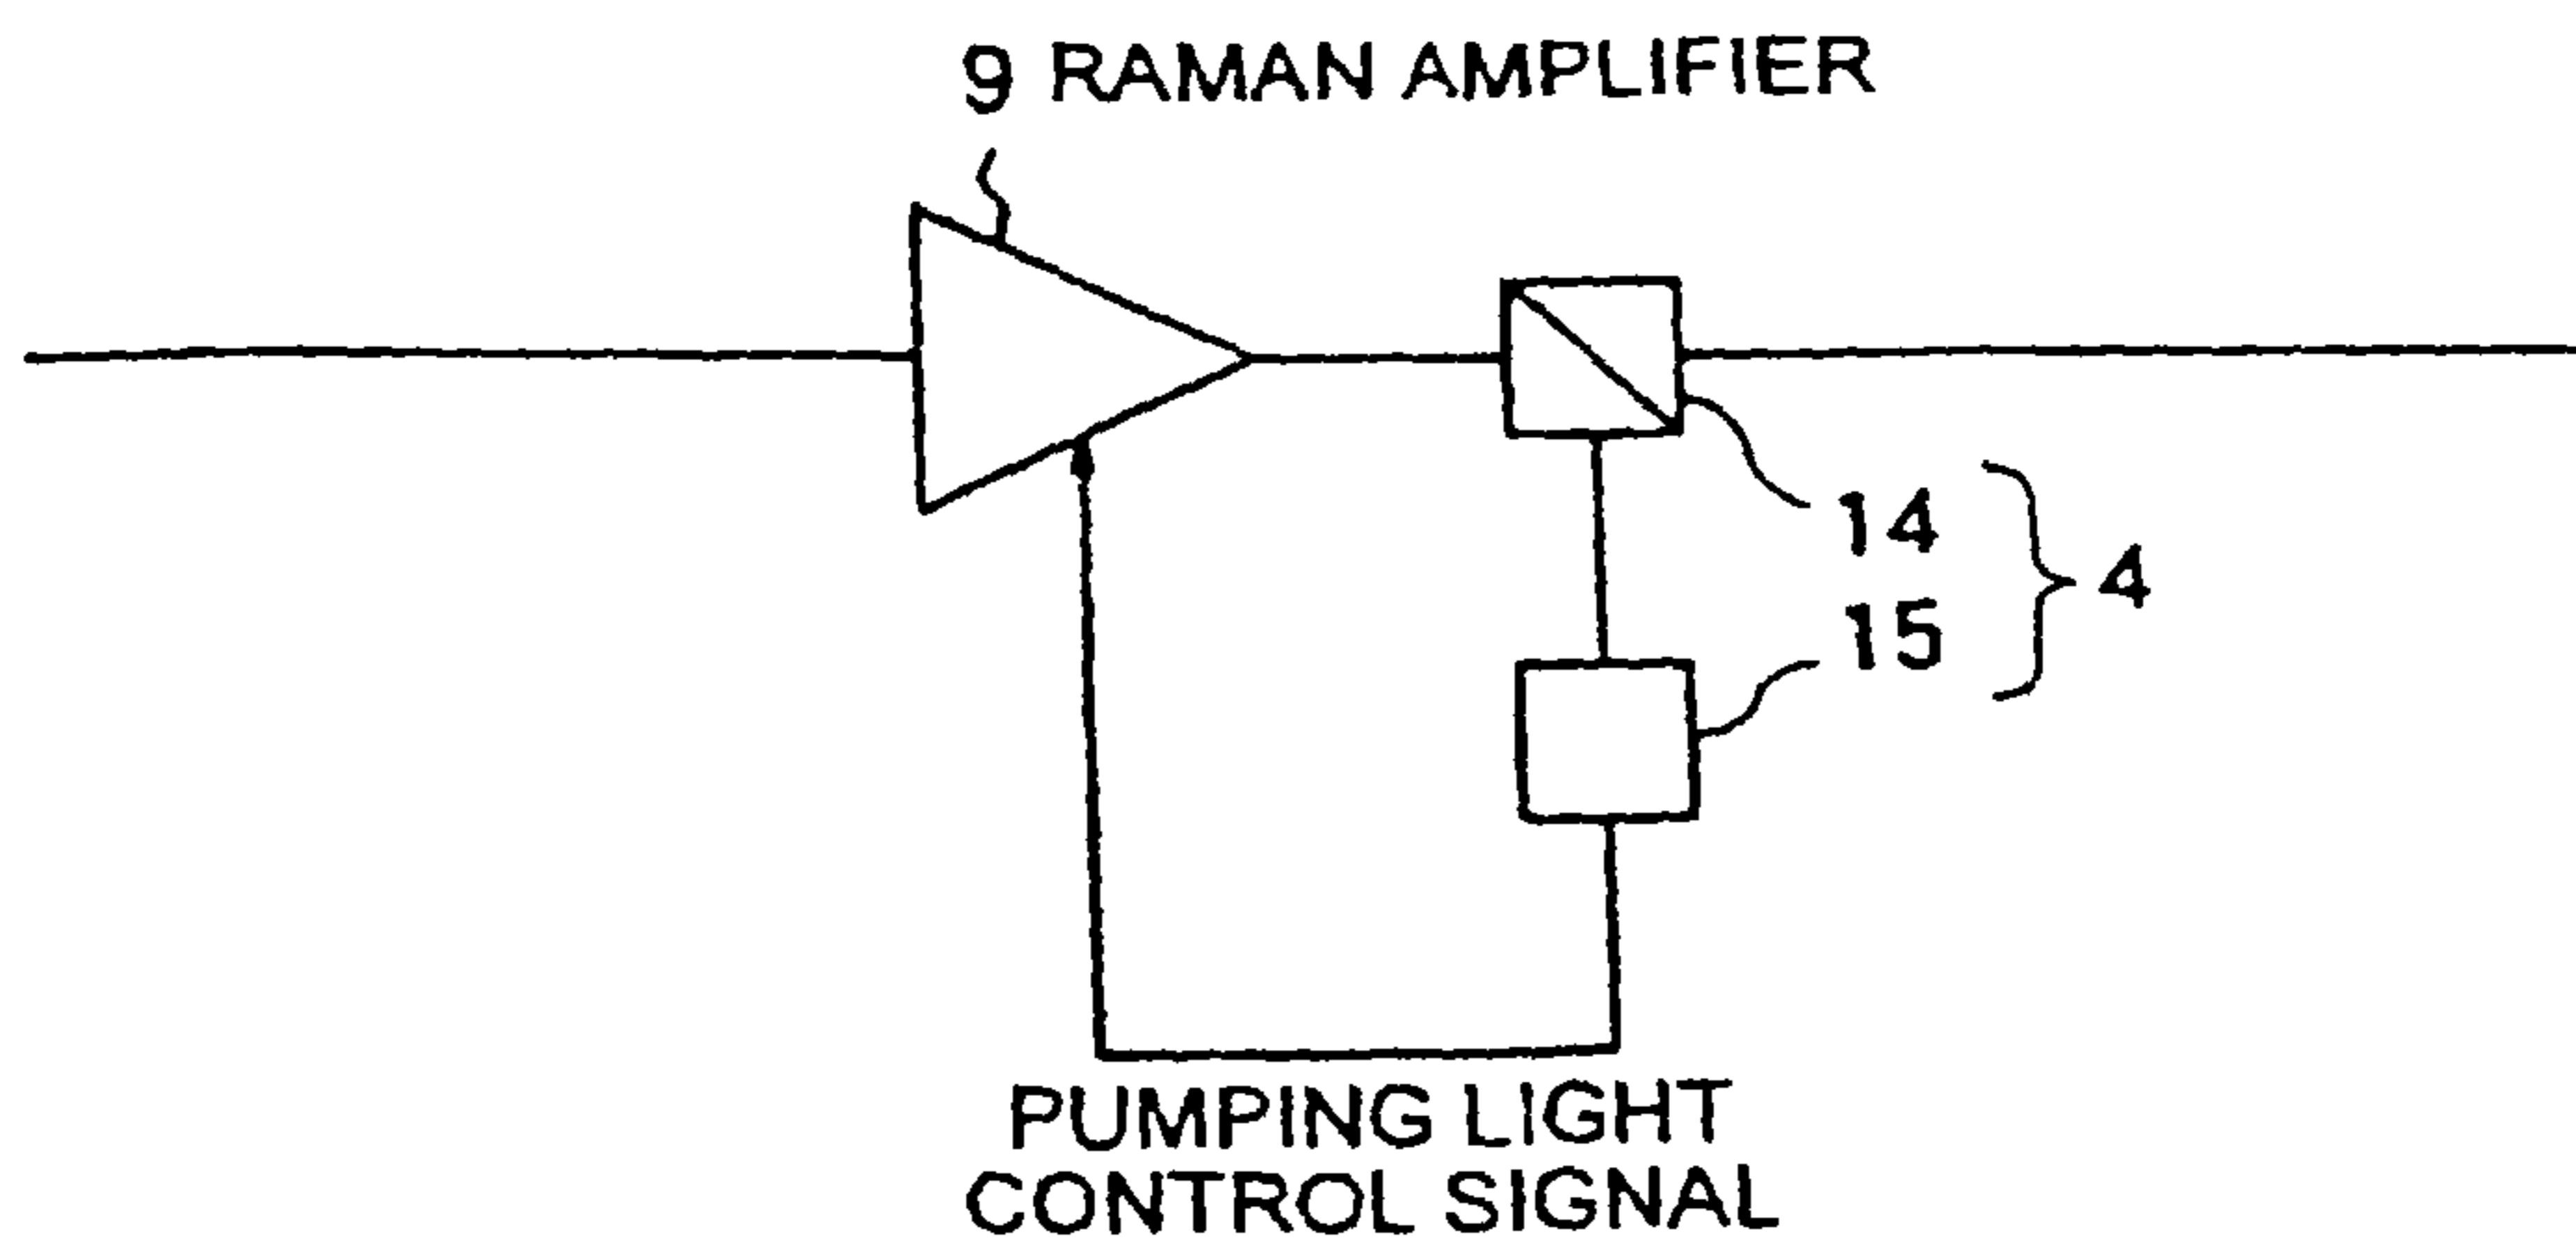 9 RAMAN AMPLIFIER
14
4
15
PUMPING LIGHT
CONTROL SIGNAL